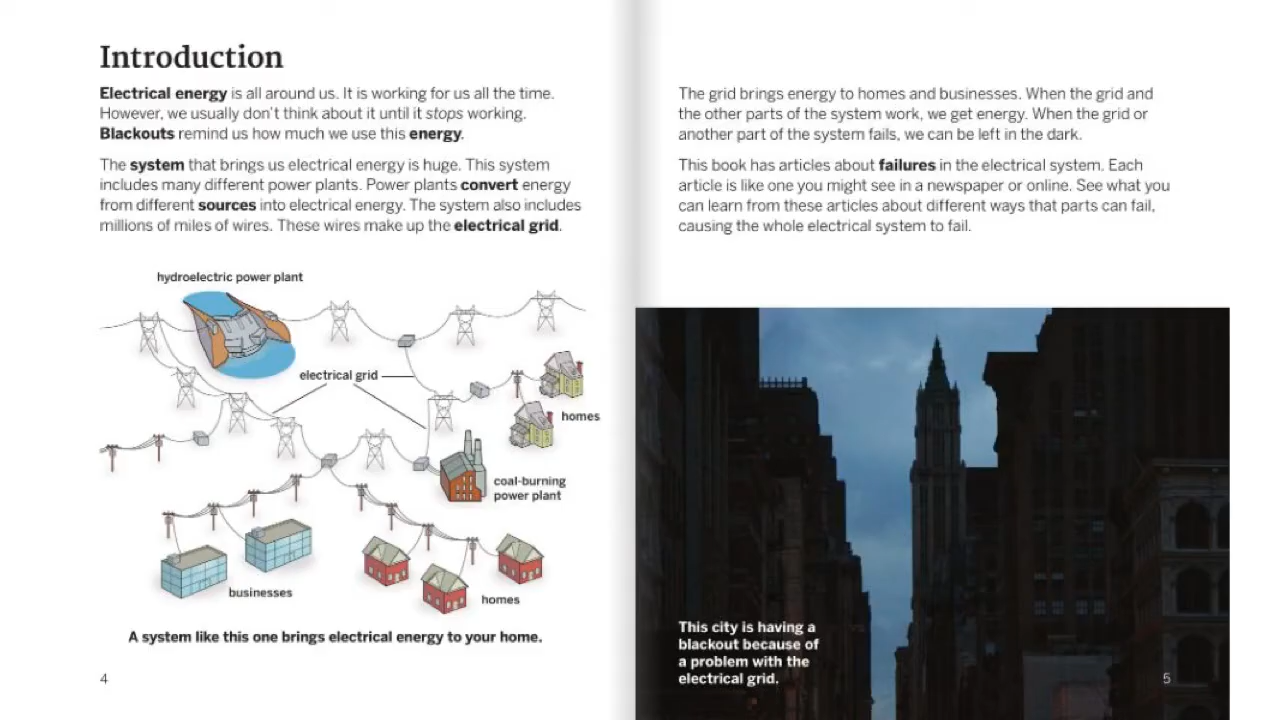 Introduction
Electrical energy is all around us. It is working for us all the time.
However, we usually don't think about it until it stops working.
Blackouts remind us how much we use this energy.
The system that brings us electrical energy is huge. This system
includes many different power plants. Power plants convert energy
from different sources into electrical energy. The system also includes
millions of miles of wires. These wires make up the electrical grid.
hydroelectric power plant
electrical grid
homes
coal-burning
power plant
businesses
homes
A system like this one brings electrical energy to your home.
4
The grid brings energy to homes and businesses. When the grid and
the other parts of the system work, we get energy. When the grid or
another part of the system fails, we can be left in the dark.
This book has articles about failures in the electrical system. Each
article is like one you might see in a newspaper or online. See what you
can learn from these articles about different ways that parts can fail,
causing the whole electrical system to fail.
This city is having a
blackout because of
a problem with the
electrical grid.
5